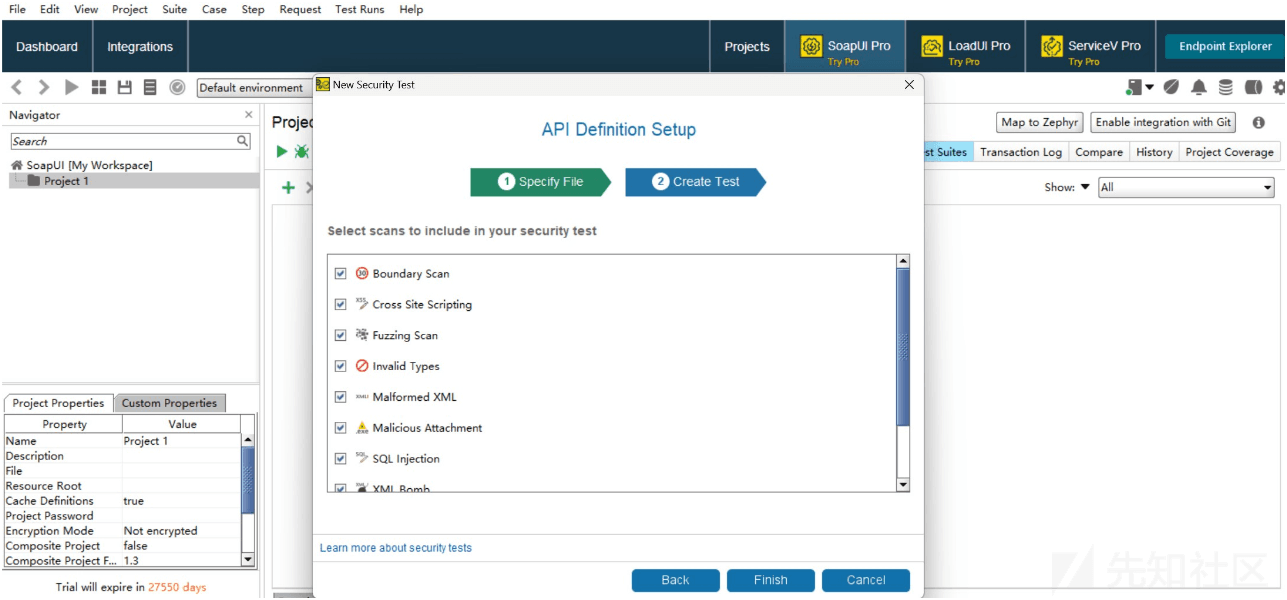 File Edit View Project Suite Case Step Request Test Runs Help
Dashboard Integrations Projects SoapUI Pro LoadUI Pro ServiceV Pro Endpoint Explorer
Try Pro Try Pro Try Pro
Default environment
New Security Test
Navigator
Search
SoapUI [My Workspace]
Project 1
Projec
Map to Zephyr Enable integration with Git
st Suites Transaction Log Compare History Project Coverage
Show: All
API Definition Setup
1 Specify File 2 Create Test
Select scans to include in your security test
Boundary Scan
XSS Cross Site Scripting
Fuzzing Scan
Invalid Types
XML Malformed XML
.EXE Malicious Attachment
SQL SQL Injection
XML XML Bomb
Learn more about security tests
Back Finish Cancel
Project Properties Custom Properties
Property Value
Name Project 1
Description
File
Resource Root
Cache Definitions true
Project Password
Encryption Mode Not encrypted
Composite Project false
Composite Project F... 1.3
Trial will expire in 27550 days
先知社区